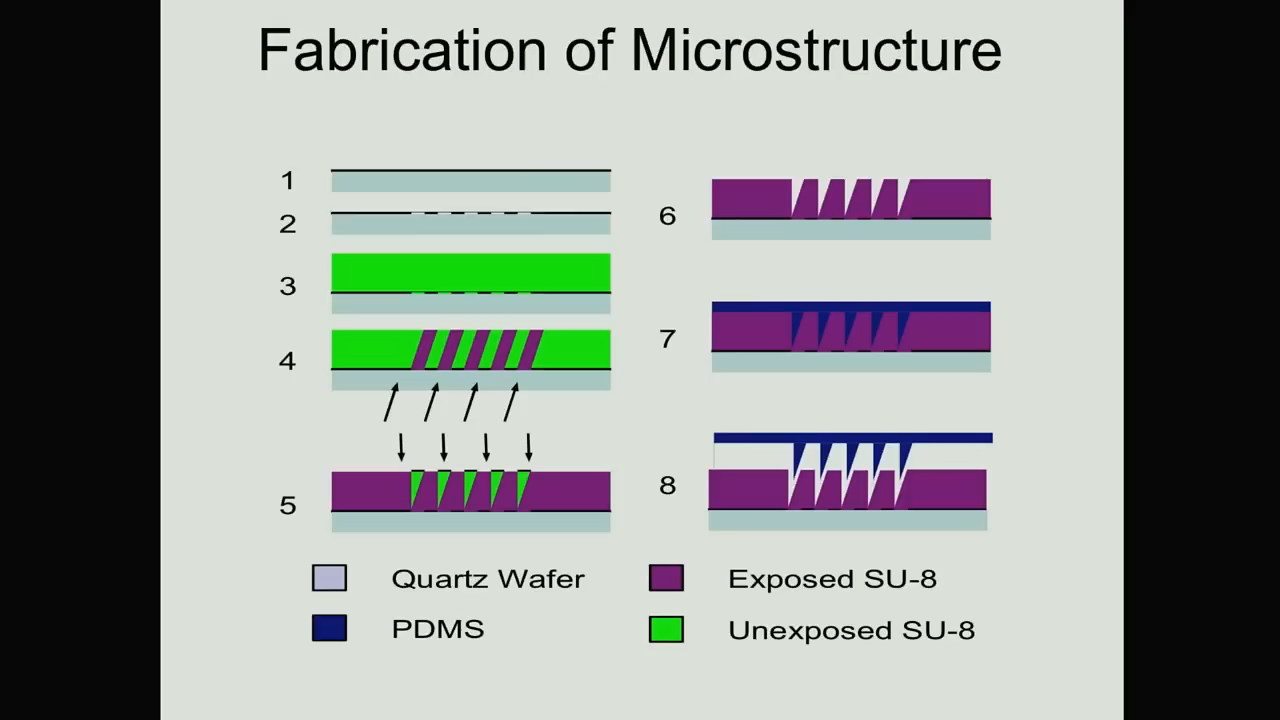 Fabrication of Microstructure
1
2
3
4
5
6
7
8
Quartz Wafer
PDMS
Exposed SU-8
Unexposed SU-8